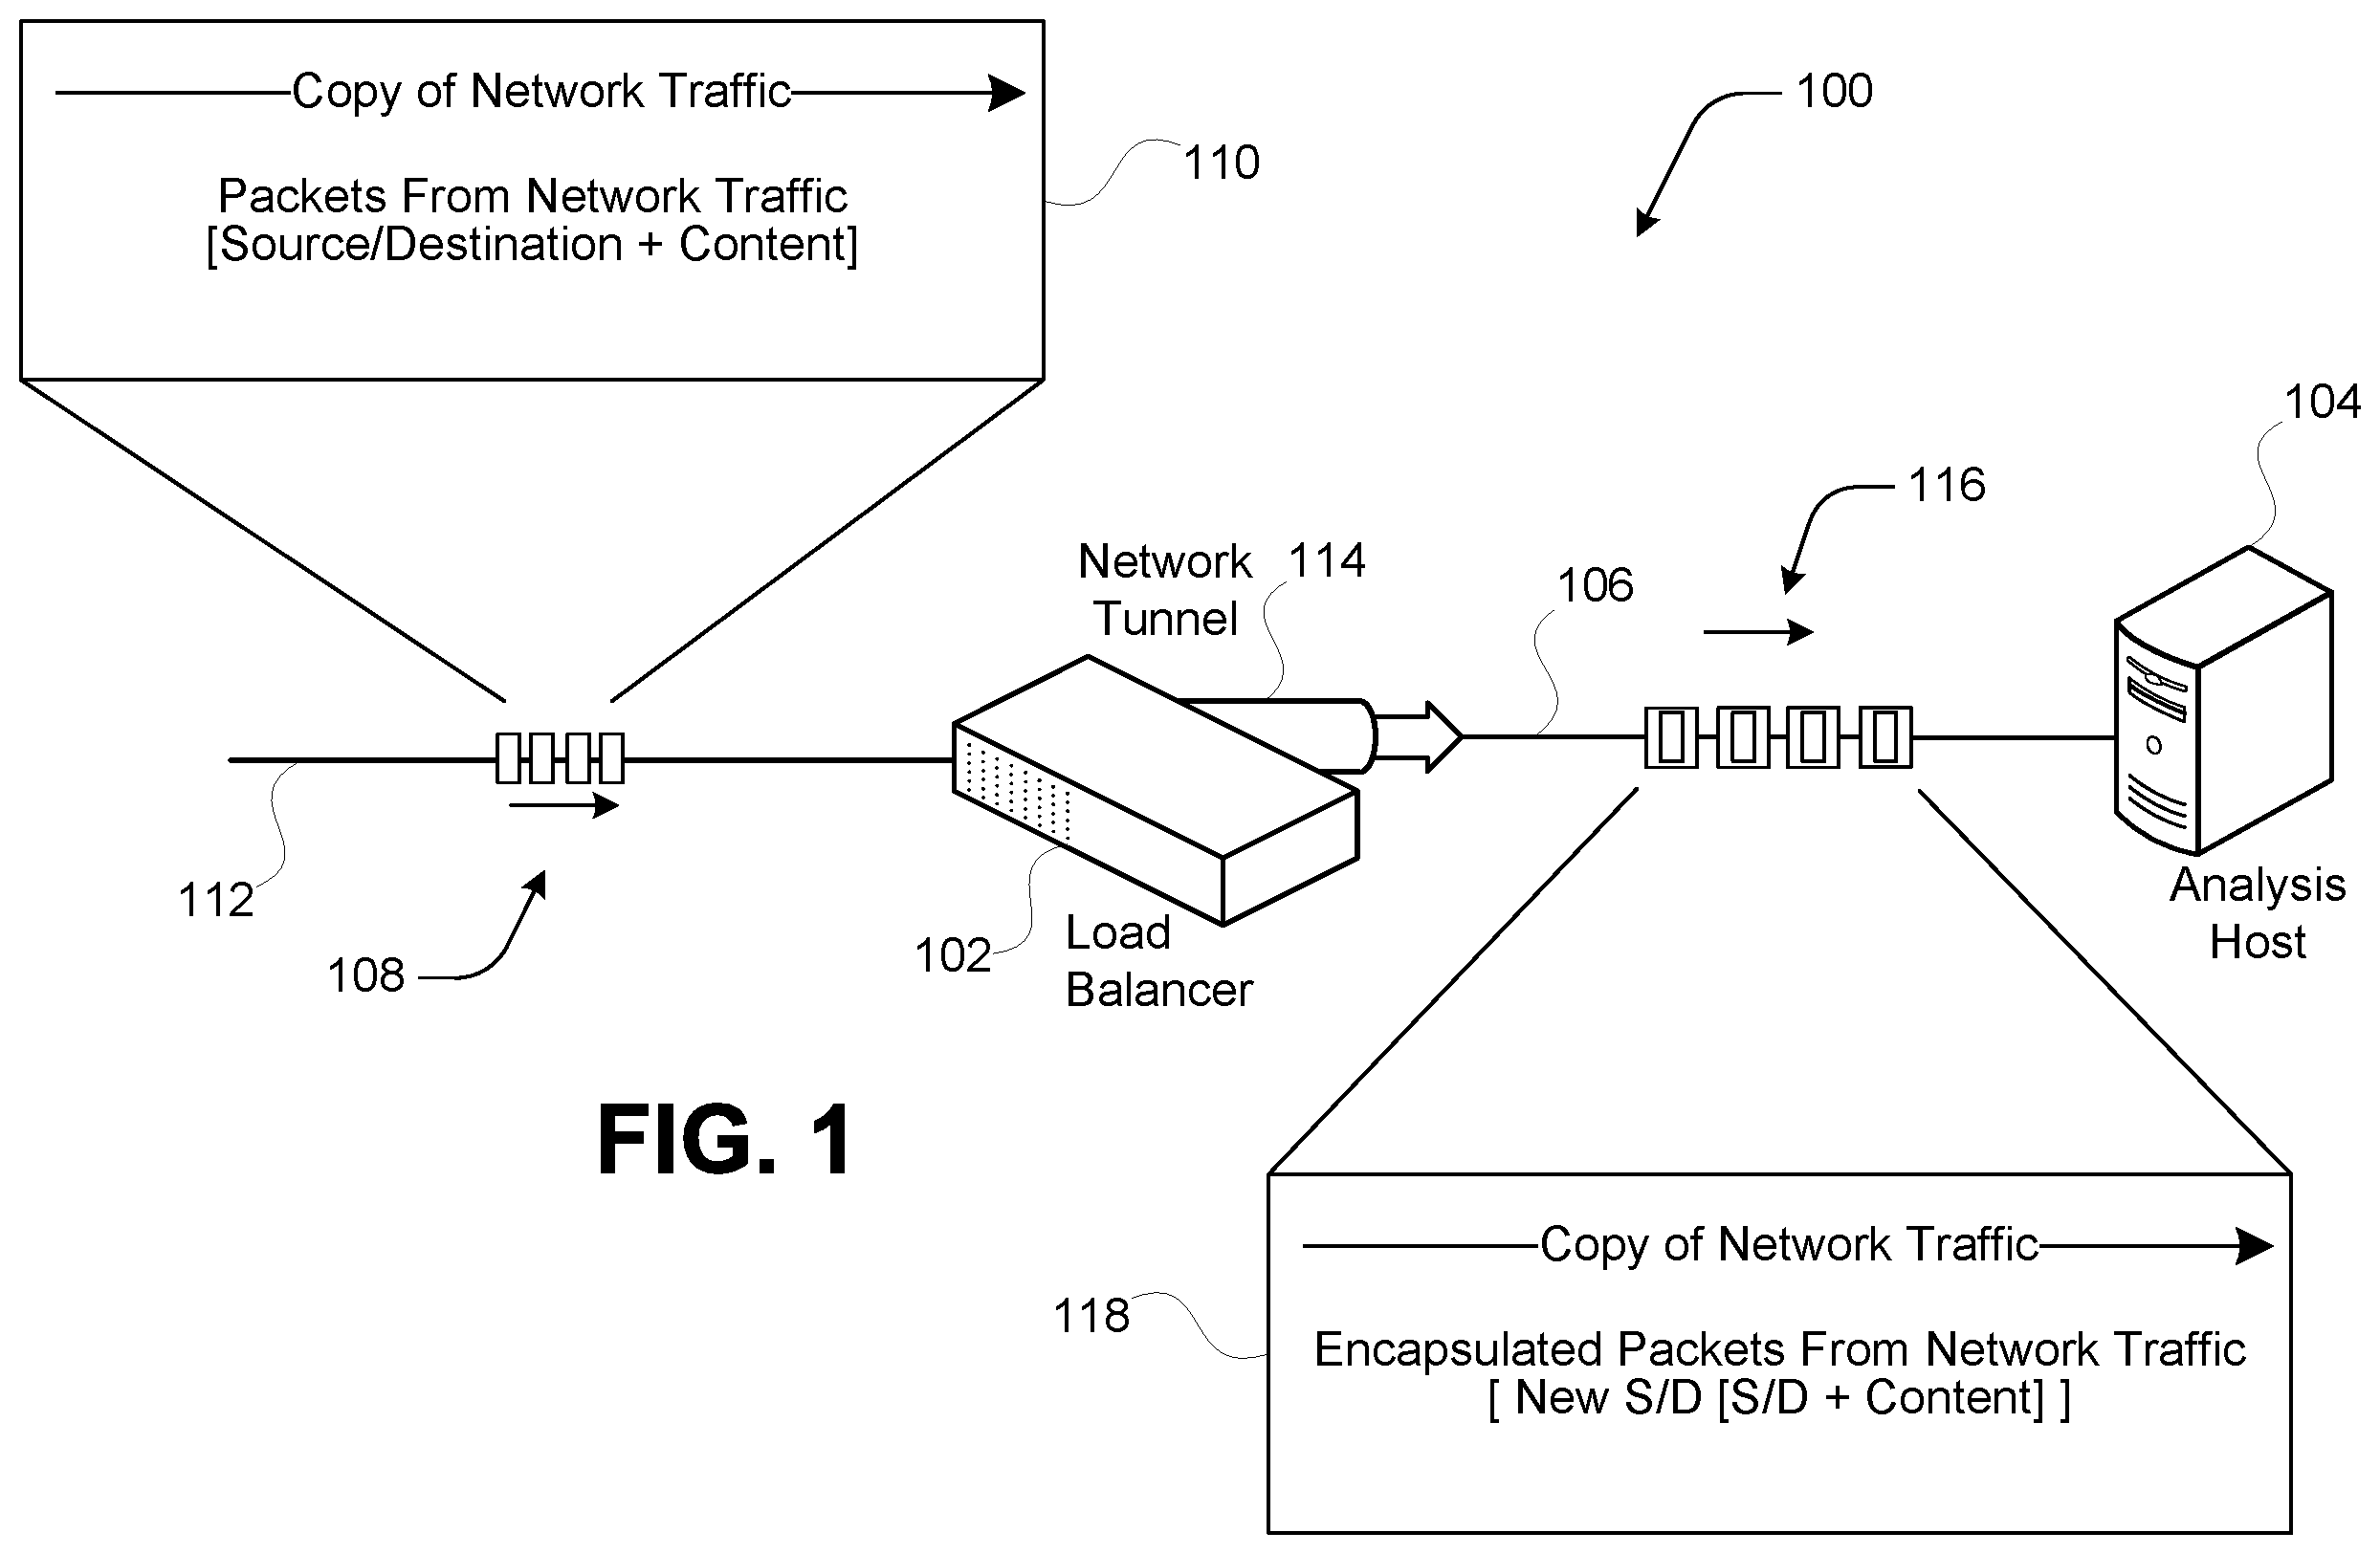 Copy of Network Traffic
100
110
Packets From Network Traffic
[Source/Destination + Content]
104
116
Network
Tunnel
114
106
112
108
102
Load
Balancer
Analysis
Host
FIG. 1
Copy of Network Traffic
118
Encapsulated Packets From Network Traffic
[ New S/D [S/D + Content] ]